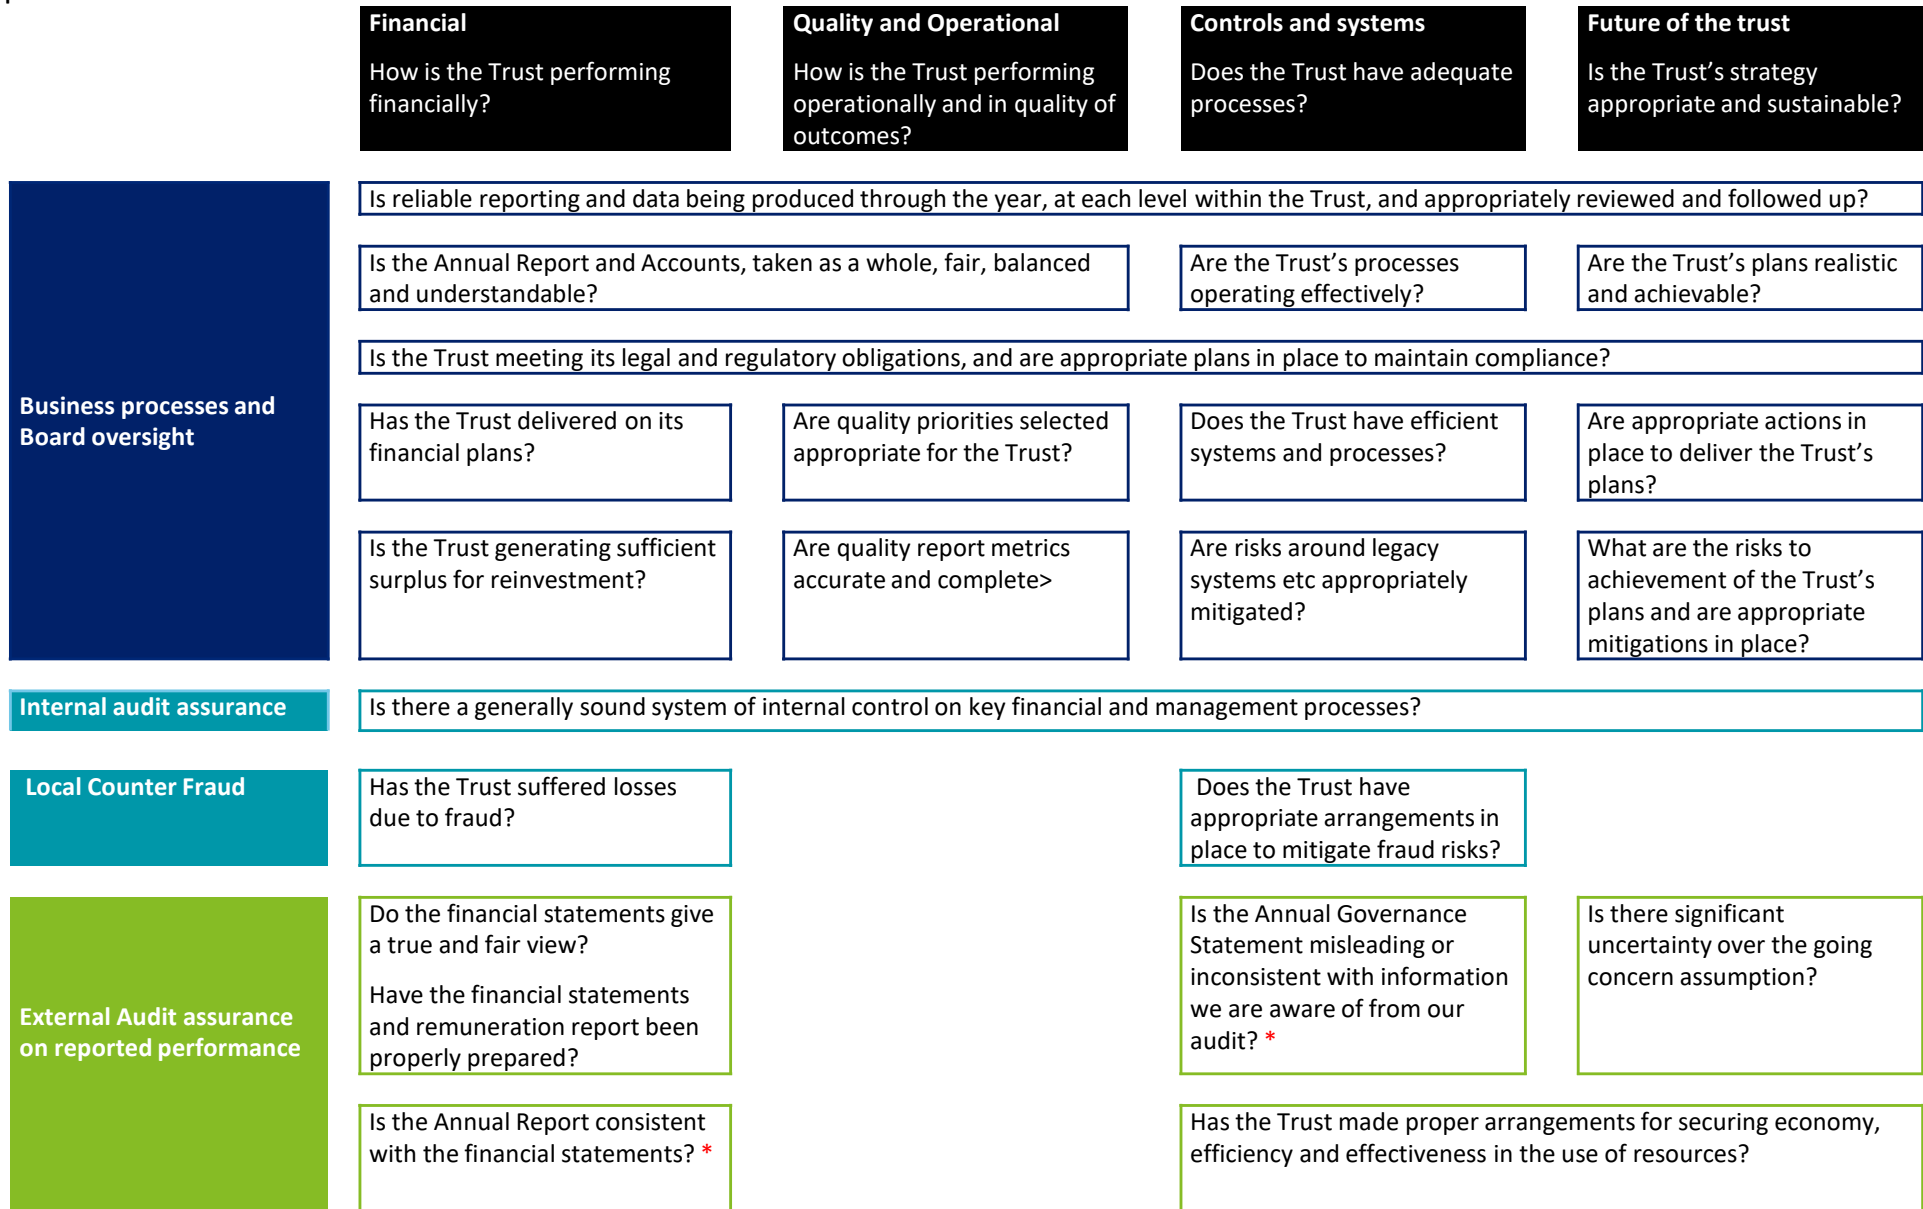 Financial
How is the Trust performing
financially?
Quality and Operational
How is the Trust performing
operationally and in quality of
outcomes?
Controls and systems
Does the Trust have adequate
processes?
Future of the trust
Is the Trust’s strategy
appropriate and sustainable?
Business processes and
Board oversight
Is reliable reporting and data being produced through the year, at each level within the Trust, and appropriately reviewed and followed up?
Is the Annual Report and Accounts, taken as a whole, fair, balanced
and understandable?
Are the Trust’s processes
operating effectively?
Are the Trust’s plans realistic
and achievable?
Is the Trust meeting its legal and regulatory obligations, and are appropriate plans in place to maintain compliance?
Has the Trust delivered on its
financial plans?
Are quality priorities selected
appropriate for the Trust?
Does the Trust have efficient
systems and processes?
Are appropriate actions in
place to deliver the Trust’s
plans?
Is the Trust generating sufficient
surplus for reinvestment?
Are quality report metrics
accurate and complete>
Are risks around legacy
systems etc appropriately
mitigated?
What are the risks to
achievement of the Trust’s
plans and are appropriate
mitigations in place?
Internal audit assurance
Is there a generally sound system of internal control on key financial and management processes?
Local Counter Fraud
Has the Trust suffered losses
due to fraud?
Does the Trust have
appropriate arrangements in
place to mitigate fraud risks?
External Audit assurance
on reported performance
Do the financial statements give
a true and fair view?
Have the financial statements
and remuneration report been
properly prepared?
Is the Annual Governance
Statement misleading or
inconsistent with information
we are aware of from our
audit? *
Is there significant
uncertainty over the going
concern assumption?
Is the Annual Report consistent
with the financial statements? *
Has the Trust made proper arrangements for securing economy,
efficiency and effectiveness in the use of resources?